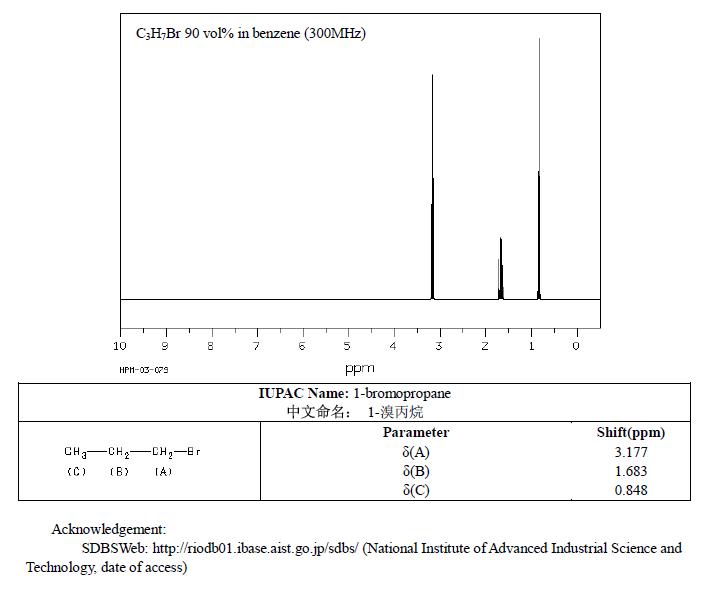 C₃H₇Br 90 vol% in benzene (300MHz)
10 9 8 7 6 5 4 3 2 1 0
HPM-03-079
ppm
IUPAC Name: 1-bromopropane
中文命名: 1-溴丙烷
Parameter Shift(ppm)
CH₃—CH₂—CH₂—Br
(C) (B) (A)
δ(A) 3.177
δ(B) 1.683
δ(C) 0.848
Acknowledgement:
SDBSWeb: http://riodb01.ibase.aist.go.jp/sdbs/ (National Institute of Advanced Industrial Science and
Technology, date of access)